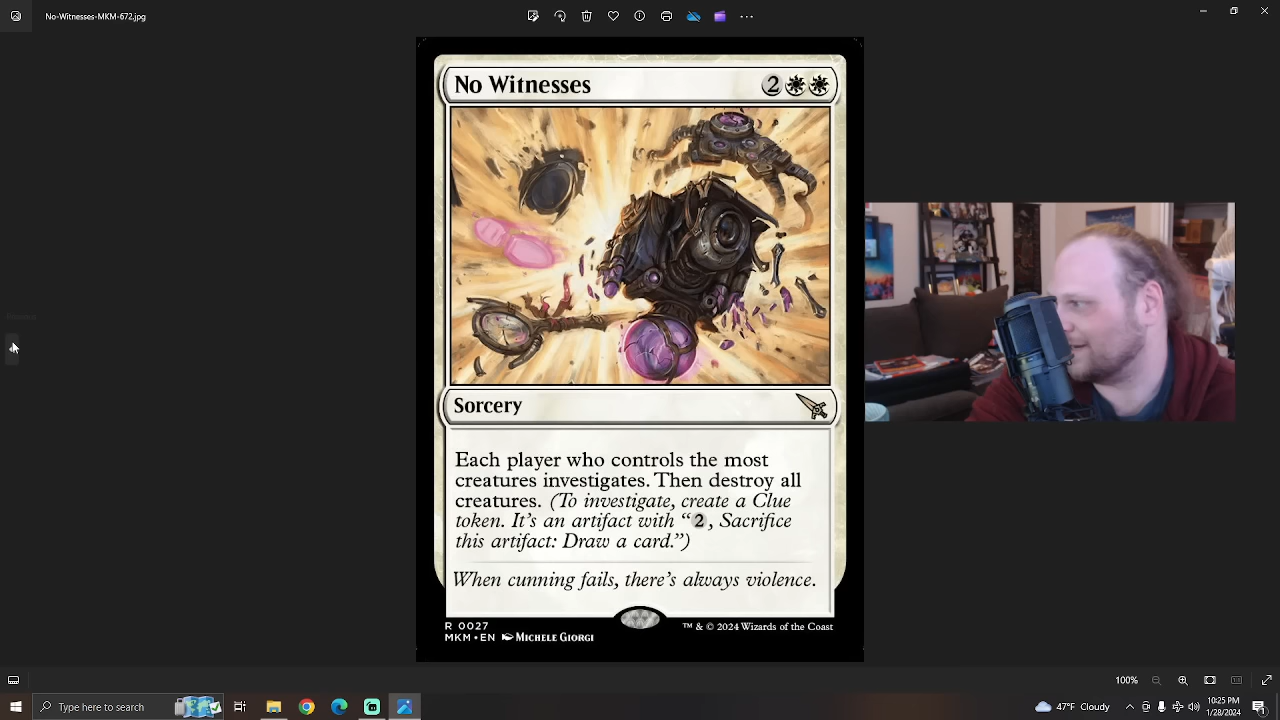 No-Witnesses-MKM-672.jpg
No Witnesses
2
Sorcery
Each player who controls the most
creatures investigates. Then destroy all
creatures. (To investigate, create a Clue
token. It's an artifact with “2, Sacrifice
this artifact: Draw a card.”)
When cunning fails, there's always violence.
R 0027
MKM • EN Michele Giorgi
™ & © 2024 Wizards of the Coast
Previous
100%
Type here to search
47°F Cloudy
10:25 PM
1/28/2024